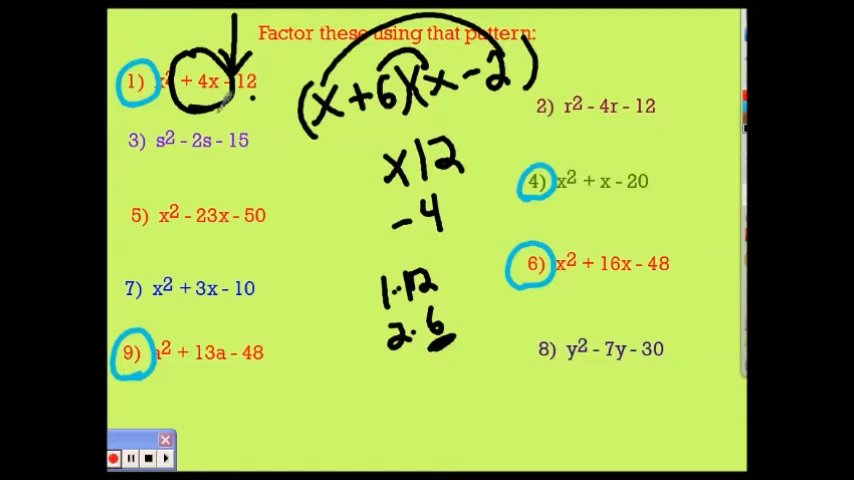 Factor these using that pattern:
1) x² + 4x - 12
(x + 6)(x - 2)
2) r² - 4r - 12
3) s² - 2s - 15
x12
-4
4) x² + x - 20
5) x² - 23x - 50
6) x² + 16x - 48
1·12
2·6
7) x² + 3x - 10
8) y² - 7y - 30
9) a² + 13a - 48